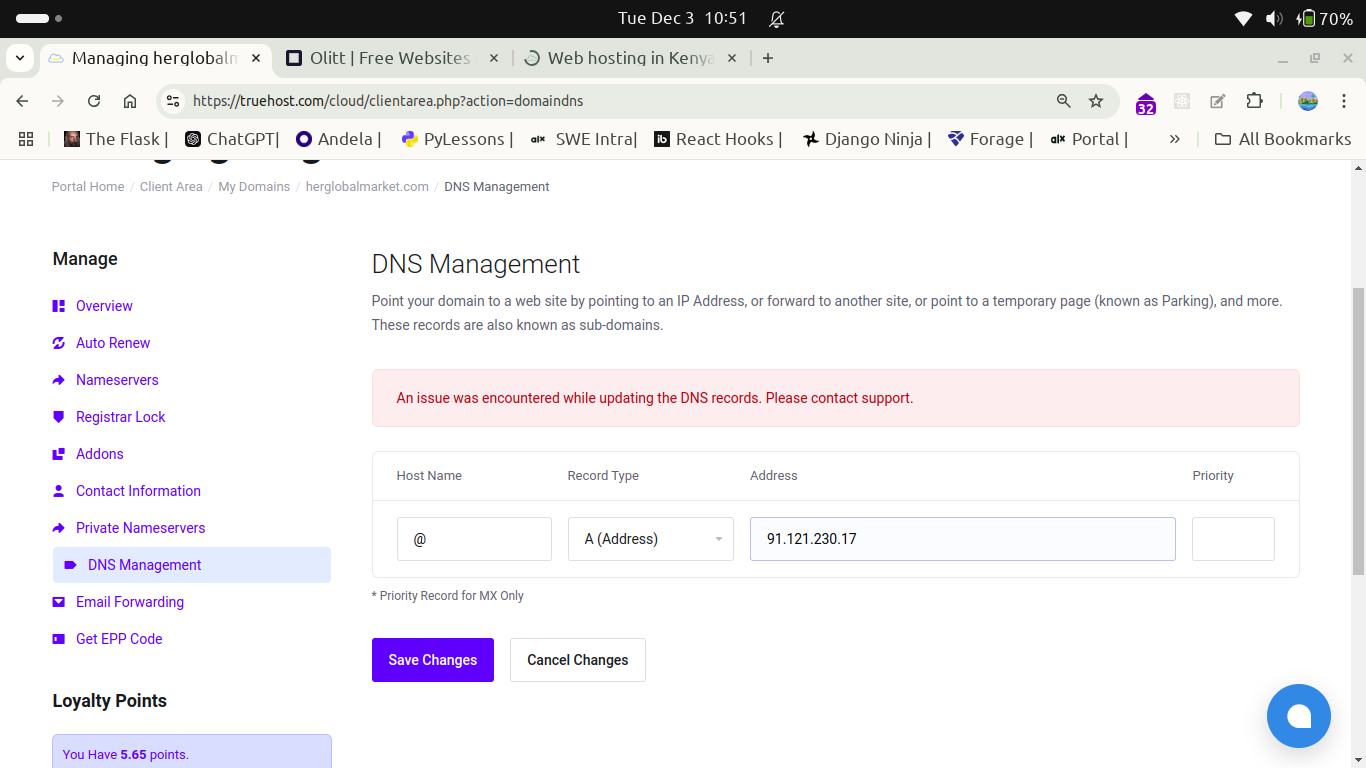 Tue Dec 3 10:51
70%
Managing herglobalm
Olitt | Free Websites
Web hosting in Kenya
https://truehost.com/cloud/clientarea.php?action=domaindns
32
The Flask |
ChatGPT|
Andela |
PyLessons |
alx SWE Intra|
ib React Hooks |
Django Ninja |
Forage |
alx Portal |
»
All Bookmarks
Portal Home / Client Area / My Domains / herglobalmarket.com / DNS Management
Manage
Overview
Auto Renew
Nameservers
Registrar Lock
Addons
Contact Information
Private Nameservers
DNS Management
Email Forwarding
Get EPP Code
Loyalty Points
You Have 5.65 points.
DNS Management
Point your domain to a web site by pointing to an IP Address, or forward to another site, or point to a temporary page (known as Parking), and more.
These records are also known as sub-domains.
An issue was encountered while updating the DNS records. Please contact support.
Host Name Record Type Address Priority
@ A (Address) 91.121.230.17
* Priority Record for MX Only
Save Changes Cancel Changes